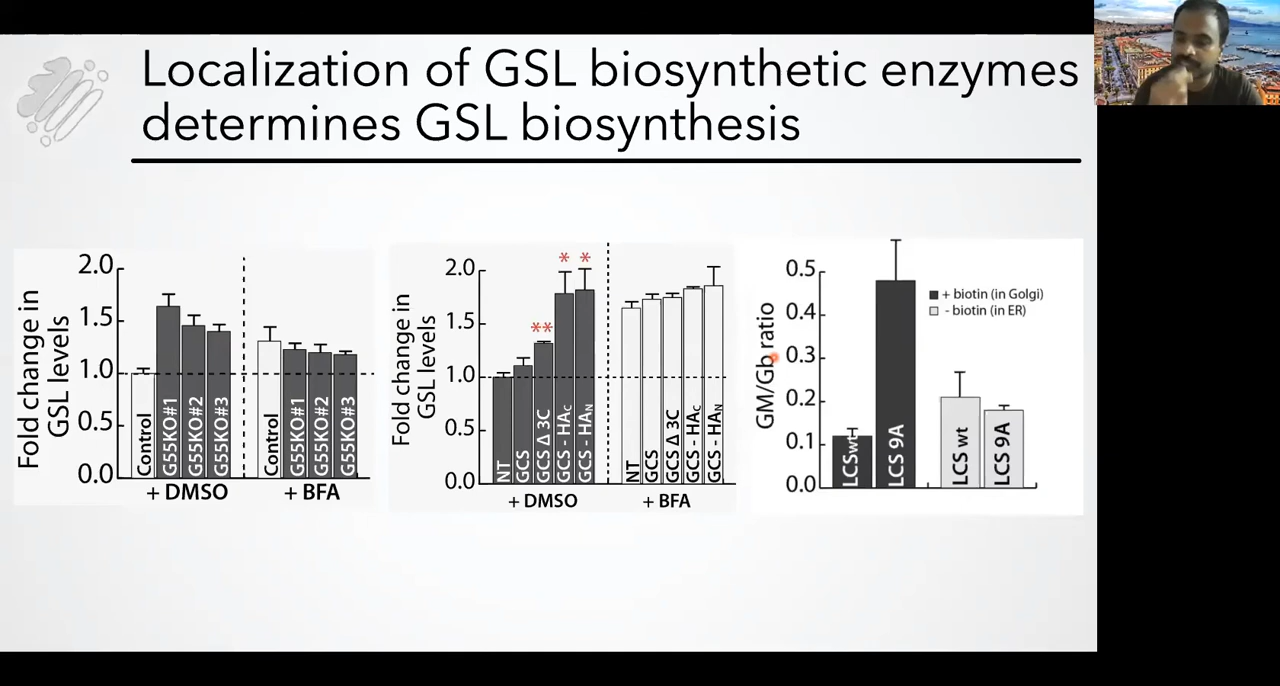 Localization of GSL biosynthetic enzymes
determines GSL biosynthesis
Fold change in
GSL levels
2.0
1.5
1.0
0.5
0.0
Control
G55KO#1
G55KO#2
G55KO#3
Control
G55KO#1
G55KO#2
G55KO#3
+ DMSO
+ BFA
Fold change in
GSL levels
2.0
1.5
1.0
0.5
0.0
**
*
*
NT
GCS
GCS Δ 3C
GCS - HAC
GCS - HAN
NT
GCS
GCS Δ 3C
GCS - HAC
GCS - HAN
+ DMSO
+ BFA
GM/Gb ratio
0.5
0.4
0.3
0.2
0.1
0.0
+ biotin (in Golgi)
- biotin (in ER)
LCS wt
LCS 9A
LCS wt
LCS 9A